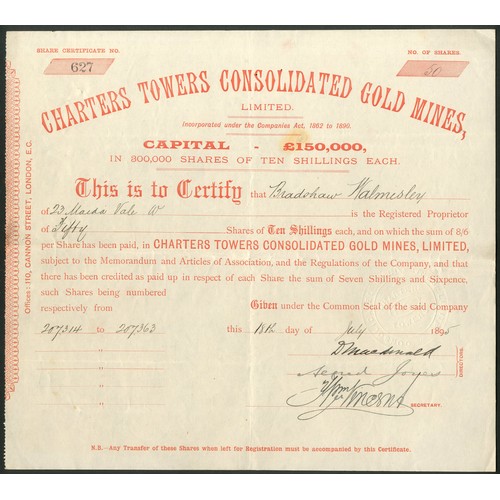 SHARE CERTIFICATE NO.
627
NO. OF SHARES
50
CHARTERS TOWERS CONSOLIDATED GOLD MINES,
LIMITED.
Incorporated under the Companies Act, 1862 to 1890.
CAPITAL - £150,000,
IN 300,000 SHARES OF TEN SHILLINGS EACH.
This is to Certify that Bradshaw Walmisley
of 23 Maida Vale W is the Registered Proprietor
of Fifty Shares of Ten Shillings each, and on which the sum of 8/6
per Share has been paid, in CHARTERS TOWERS CONSOLIDATED GOLD MINES, LIMITED,
subject to the Memorandum and Articles of Association, and the Regulations of the Company, and that
there has been credited as paid up in respect of each Share the sum of Seven Shillings and Sixpence,
such Shares being numbered
respectively from
Given under the Common Seal of the said Company
207314 to 207363 this 18th day of July 1895
D Macdonald
DIRECTORS.
SECRETARY.
Offices: 110, CANNON STREET, LONDON, E.C.
N.B.—Any Transfer of these Shares when left for Registration must be accompanied by this Certificate.